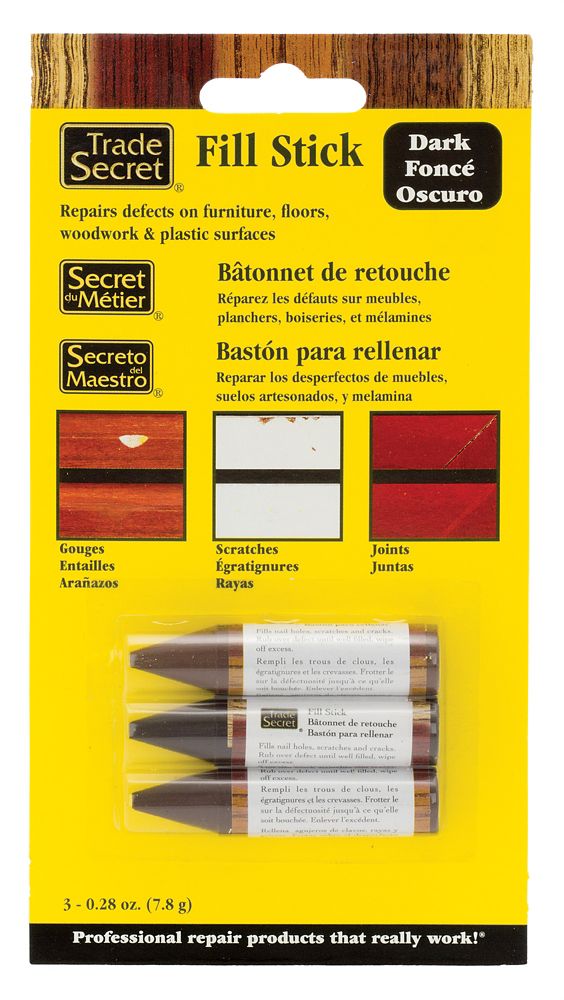 Trade
Secret®
Fill Stick
Dark
Foncé
Oscuro
Repairs defects on furniture, floors,
woodwork & plastic surfaces
Secret
du Métier®
Bâtonnet de retouche
Réparez les défauts sur meubles,
planchers, boiseries, et mélamines
Secreto
del
Maestro®
Bastón para rellenar
Reparar los desperfectos de muebles,
suelos artesonados, y melamina
Gouges
Entailles
Arañazos
Scratches
Égratignures
Rayas
Joints
Juntas
Bastón para rellenar
Fills nail holes, scratches and cracks.
Rub over defect until well filled, wipe
off excess.
Rempli les trous de clous, les
égratignures et les crevasses. Frotter le
sur la défectuosité jusqu'à ce qu'elle
soit bouchée. Enlever l'excédent.
Trade
Secret®
Fill Stick
Bâtonnet de retouche
Bastón para rellenar
Fills nail holes, scratches and cracks.
Rub over defect until well filled, wipe
off excess.
Rub over defect until well filled, wipe
off excess.
Rempli les trous de clous, les
égratignures et les crevasses. Frotter le
sur la défectuosité jusqu'à ce qu'elle
soit bouchée. Enlever l'excédent.
Rellena agujeros de clavos, rayas y
3 - 0.28 oz. (7.8 g)
Professional repair products that really work!®